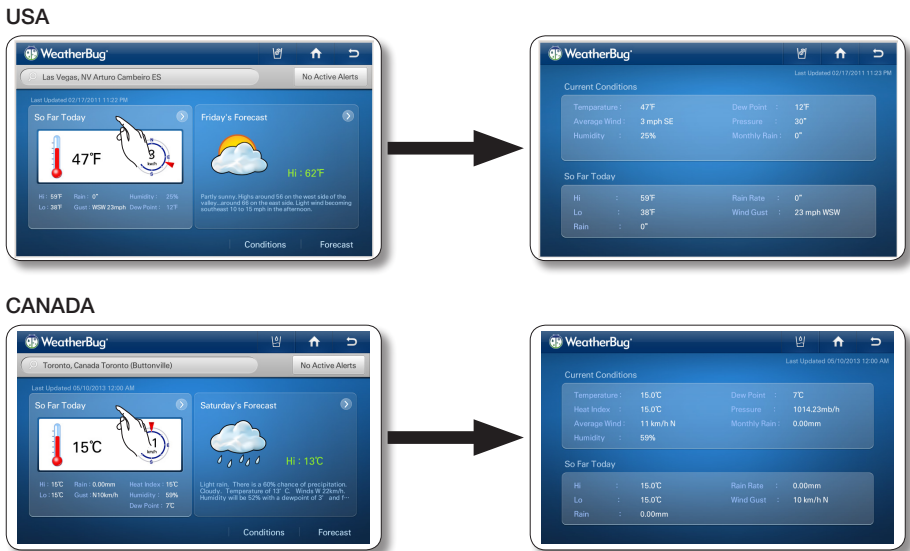 USA
WeatherBug
Las Vegas, NV Arturo Cambeiro ES
No Active Alerts
Last Updated 02/17/2011 11:22 PM
So Far Today
47°F
3
km/h
Hi : 59°F Rain : 0" Humidity : 25%
Lo : 38°F Gust : WSW 23mph Dew Point : 12°F
Friday's Forecast
Hi : 62°F
Partly sunny. Highs around 56 on the west side of the
valley...around 66 on the east side. Light wind becoming
southeast 10 to 15 mph in the afternoon.
Conditions Forecast
WeatherBug
Last Updated 02/17/2011 11:23 PM
Current Conditions
Temperature : 47°F Dew Point : 12°F
Average Wind : 3 mph SE Pressure : 30"
Humidity : 25% Monthly Rain : 0"
So Far Today
Hi : 59°F Rain Rate : 0"
Lo : 38°F Wind Gust : 23 mph WSW
Rain : 0"
CANADA
WeatherBug
Toronto, Canada Toronto (Buttonville)
No Active Alerts
Last Updated 05/10/2013 12:00 AM
So Far Today
15°C
1
km/h
Hi : 15°C Rain : 0.00mm Heat Index : 15°C
Lo : 15°C Gust : N10km/h Humidity : 59%
Dew Point : 7°C
Saturday's Forecast
Hi : 13°C
Light rain. There is a 60% chance of precipitation.
Cloudy. Temperature of 13° C. Winds W 22km/h.
Humidity will be 52% with a dewpoint of 3° and f···
Conditions Forecast
WeatherBug
Last Updated 05/10/2013 12:00 AM
Current Conditions
Temperature : 15.0°C Dew Point : 7°C
Heat Index : 15.0°C Pressure : 1014.23mb/h
Average Wind : 11 km/h N Monthly Rain : 0.00mm
Humidity : 59%
So Far Today
Hi : 15.0°C Rain Rate : 0.00mm
Lo : 15.0°C Wind Gust : 10 km/h N
Rain : 0.00mm